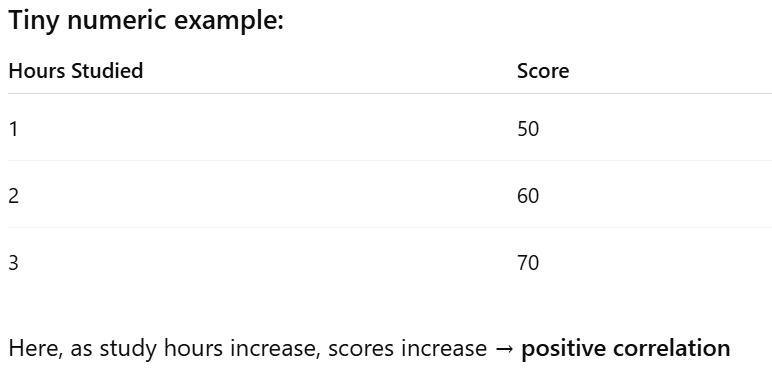 Tiny numeric example:
Hours Studied Score
1 50
2 60
3 70
Here, as study hours increase, scores increase → positive correlation